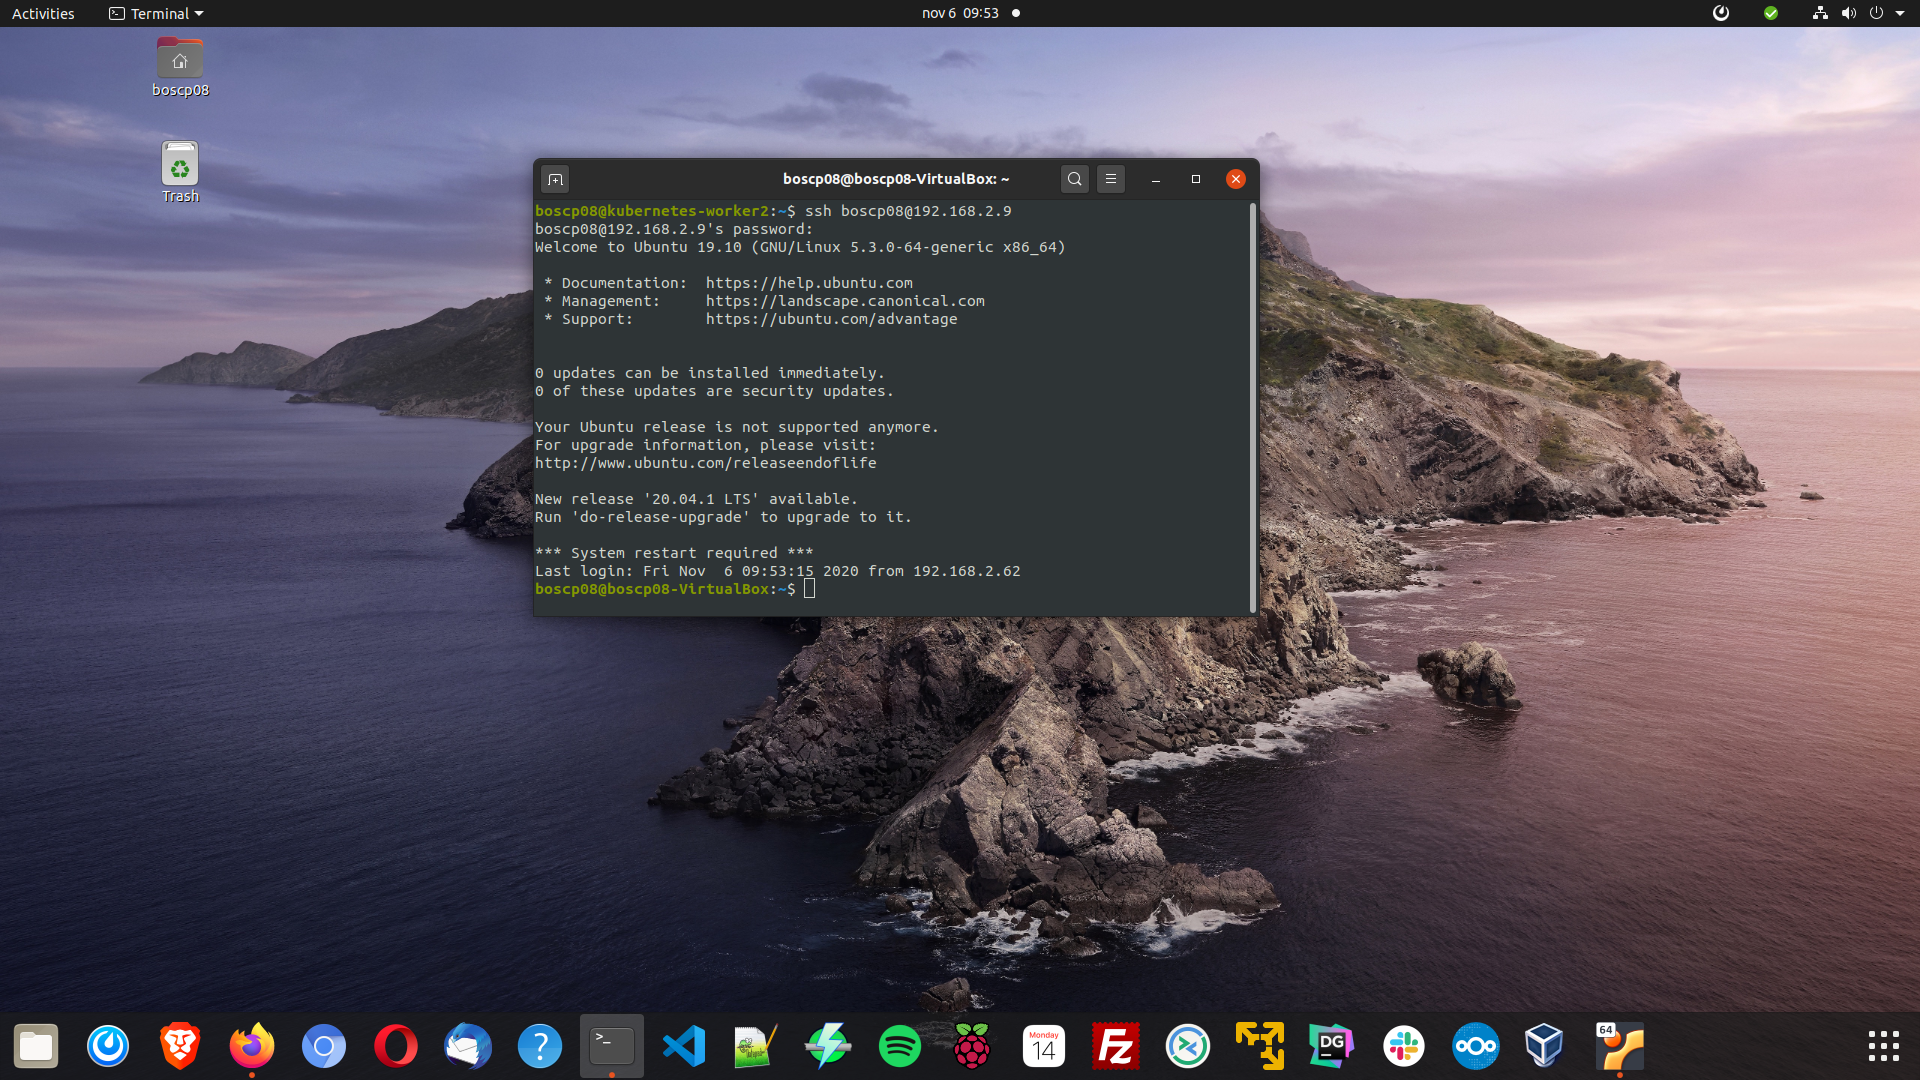 Activities
Terminal
nov 6 09:53
boscp08
Trash
boscp08@boscp08-VirtualBox: ~
boscp08@kubernetes-worker2:~$ ssh boscp08@192.168.2.9
boscp08@192.168.2.9's password:
Welcome to Ubuntu 19.10 (GNU/Linux 5.3.0-64-generic x86_64)
* Documentation: https://help.ubuntu.com
* Management: https://landscape.canonical.com
* Support: https://ubuntu.com/advantage
0 updates can be installed immediately.
0 of these updates are security updates.
Your Ubuntu release is not supported anymore.
For upgrade information, please visit:
http://www.ubuntu.com/releaseendoflife
New release '20.04.1 LTS' available.
Run 'do-release-upgrade' to upgrade to it.
*** System restart required ***
Last login: Fri Nov  6 09:53:15 2020 from 192.168.2.62
boscp08@boscp08-VirtualBox:~$
?
>_
Monday
14
Fz
DG
64